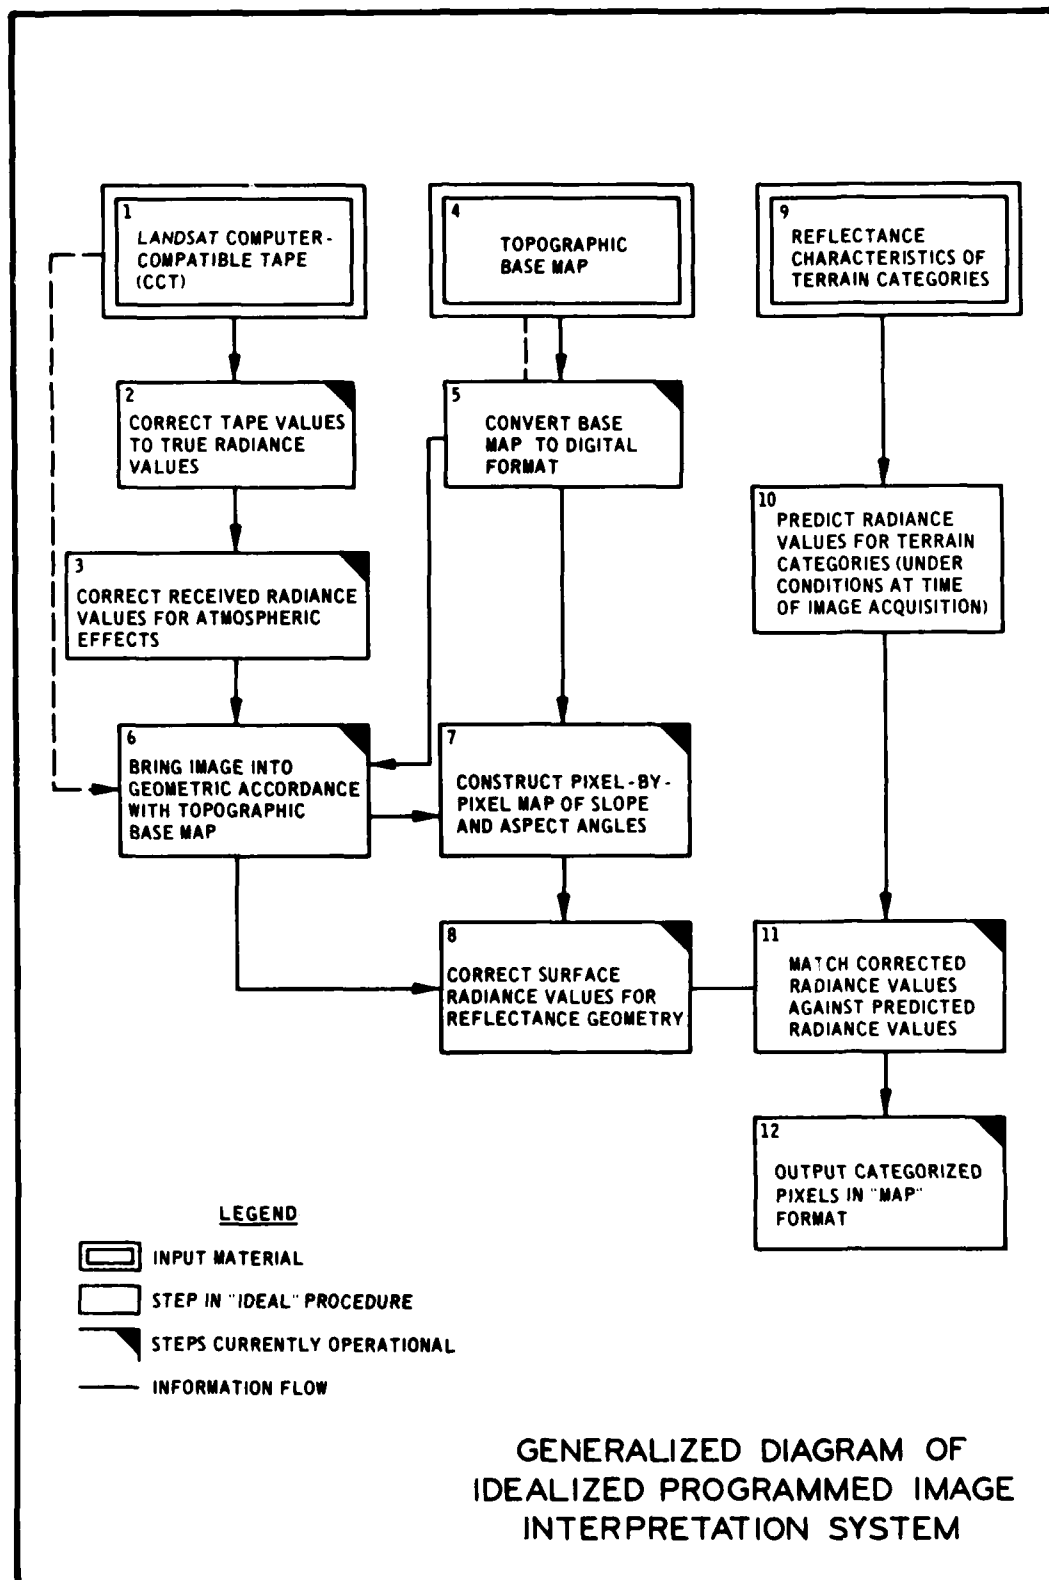 1
LANDSAT COMPUTER-
COMPATIBLE TAPE
(CCT)
4
TOPOGRAPHIC
BASE MAP
9
REFLECTANCE
CHARACTERISTICS OF
TERRAIN CATEGORIES
2
CORRECT TAPE VALUES
TO TRUE RADIANCE
VALUES
5
CONVERT BASE
MAP TO DIGITAL
FORMAT
10
PREDICT RADIANCE
VALUES FOR TERRAIN
CATEGORIES (UNDER
CONDITIONS AT TIME
OF IMAGE ACQUISITION)
3
CORRECT RECEIVED RADIANCE
VALUES FOR ATMOSPHERIC
EFFECTS
6
BRING IMAGE INTO
GEOMETRIC ACCORDANCE
WITH TOPOGRAPHIC
BASE MAP
7
CONSTRUCT PIXEL-BY-
PIXEL MAP OF SLOPE
AND ASPECT ANGLES
8
CORRECT SURFACE
RADIANCE VALUES FOR
REFLECTANCE GEOMETRY
11
MATCH CORRECTED
RADIANCE VALUES
AGAINST PREDICTED
RADIANCE VALUES
12
OUTPUT CATEGORIZED
PIXELS IN "MAP"
FORMAT
LEGEND
INPUT MATERIAL
STEP IN "IDEAL" PROCEDURE
STEPS CURRENTLY OPERATIONAL
INFORMATION FLOW
GENERALIZED DIAGRAM OF
IDEALIZED PROGRAMMED IMAGE
INTERPRETATION SYSTEM